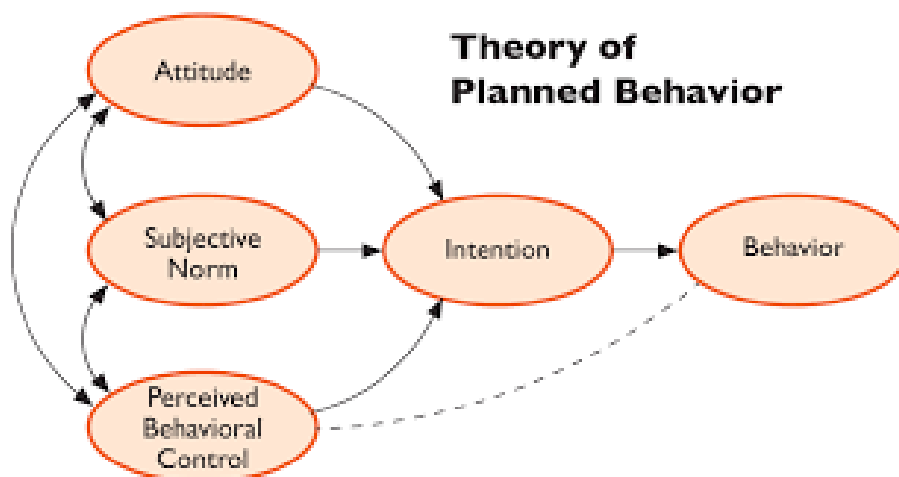 Theory of
Planned Behavior
Attitude
Subjective
Norm
Intention
Behavior
Perceived
Behavioral
Control